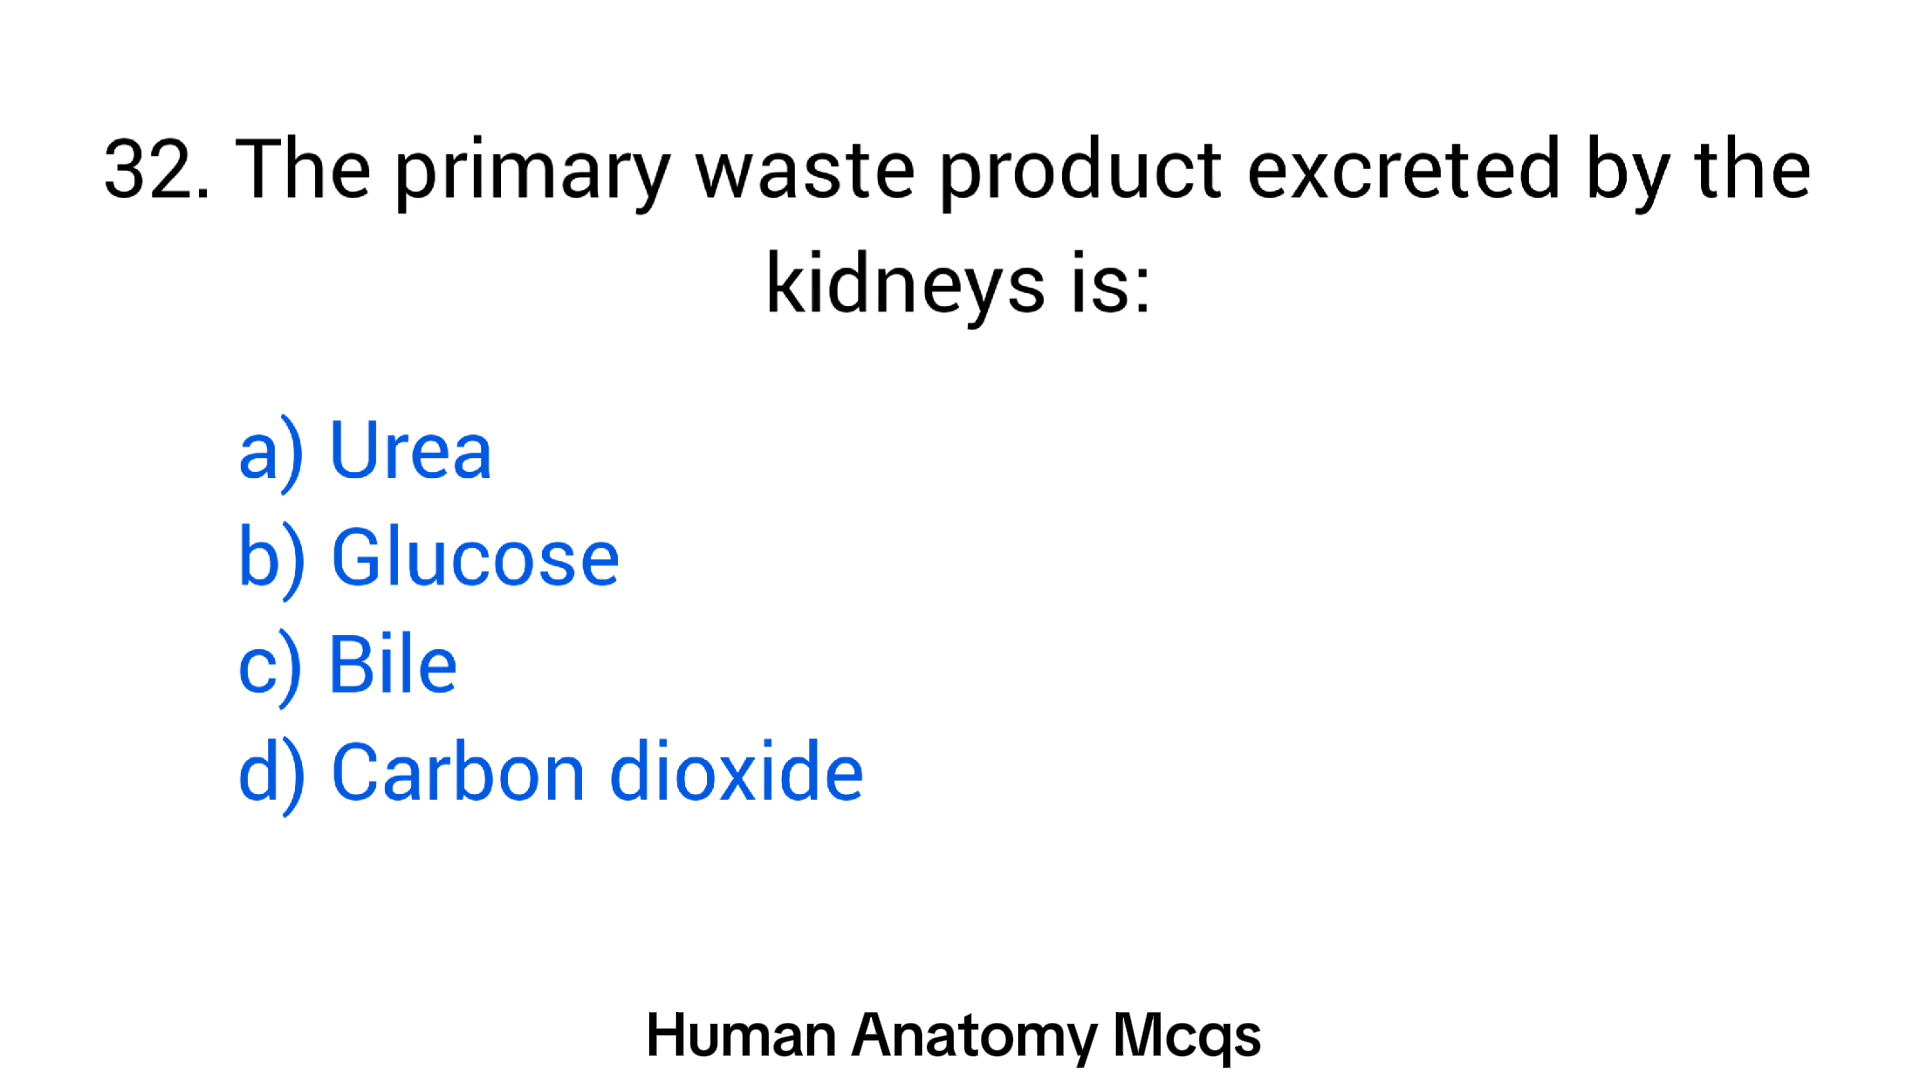 32. The primary waste product excreted by the
kidneys is:
a) Urea
b) Glucose
c) Bile
d) Carbon dioxide
Human Anatomy Mcqs